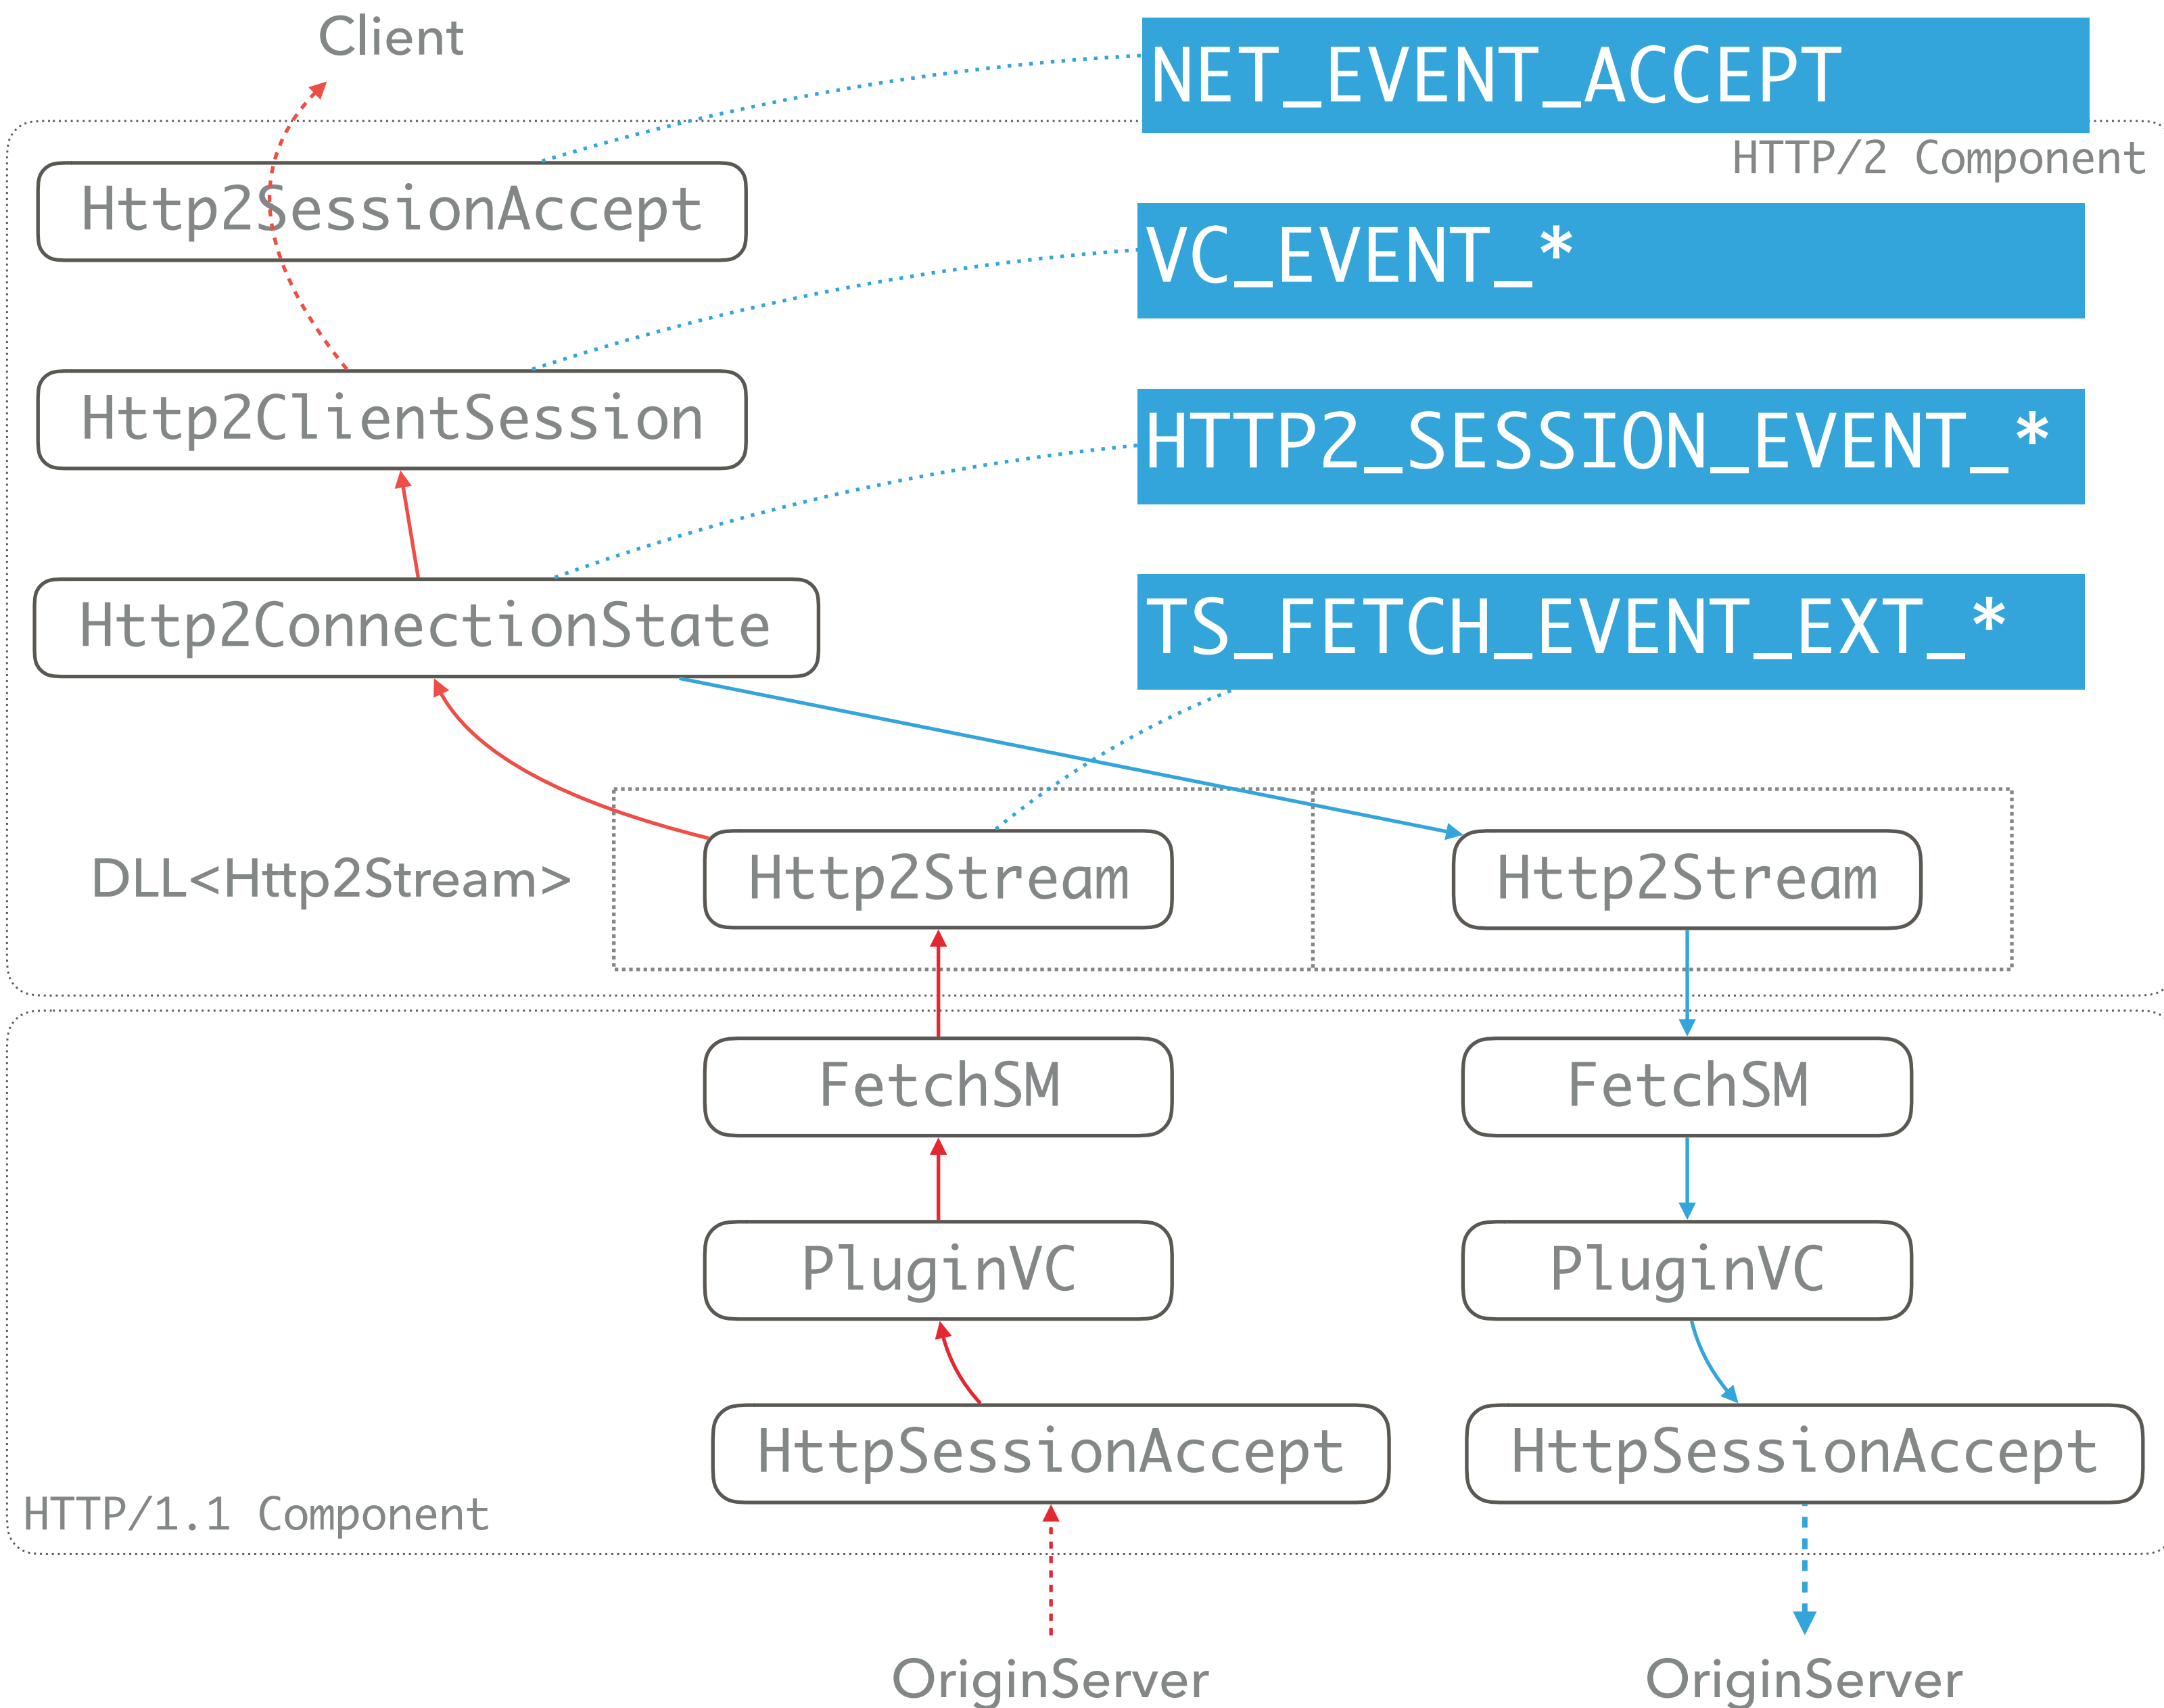 Client
NET_EVENT_ACCEPT
HTTP/2 Component
Http2SessionAccept
VC_EVENT_*
Http2ClientSession
HTTP2_SESSION_EVENT_*
Http2ConnectionState
TS_FETCH_EVENT_EXT_*
DLL<Http2Stream>
Http2Stream
Http2Stream
FetchSM
FetchSM
PluginVC
PluginVC
HttpSessionAccept
HttpSessionAccept
HTTP/1.1 Component
OriginServer
OriginServer